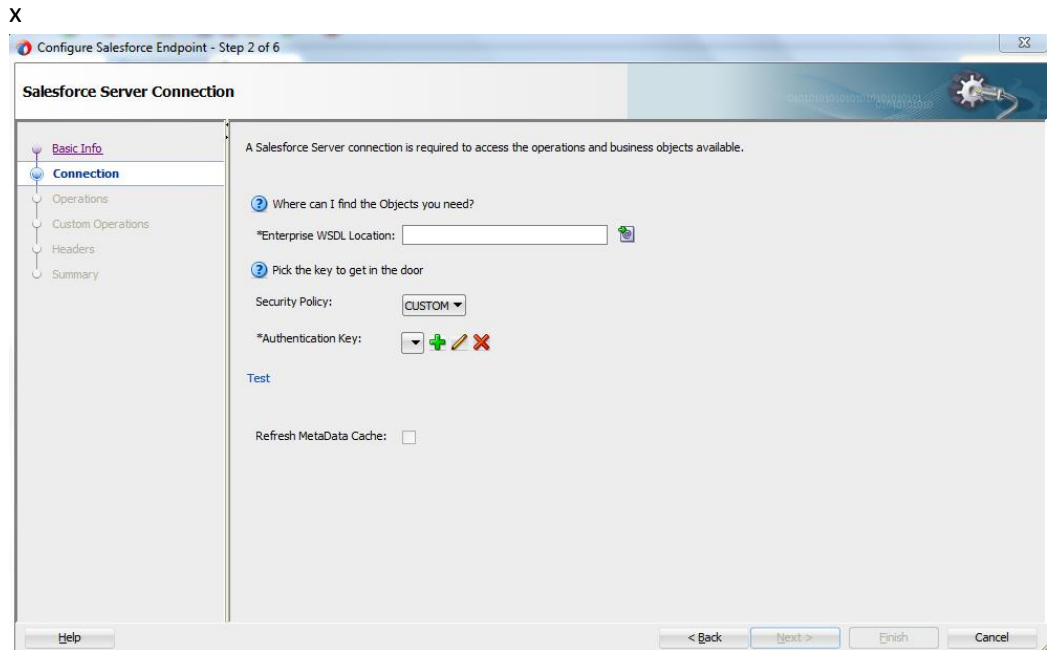 x
Configure Salesforce Endpoint - Step 2 of 6
Salesforce Server Connection
Basic Info
Connection
Operations
Custom Operations
Headers
Summary
A Salesforce Server connection is required to access the operations and business objects available.
Where can I find the Objects you need?
*Enterprise WSDL Location:
Pick the key to get in the door
Security Policy: CUSTOM
*Authentication Key:
Test
Refresh MetaData Cache:
Help < Back Next > Finish Cancel